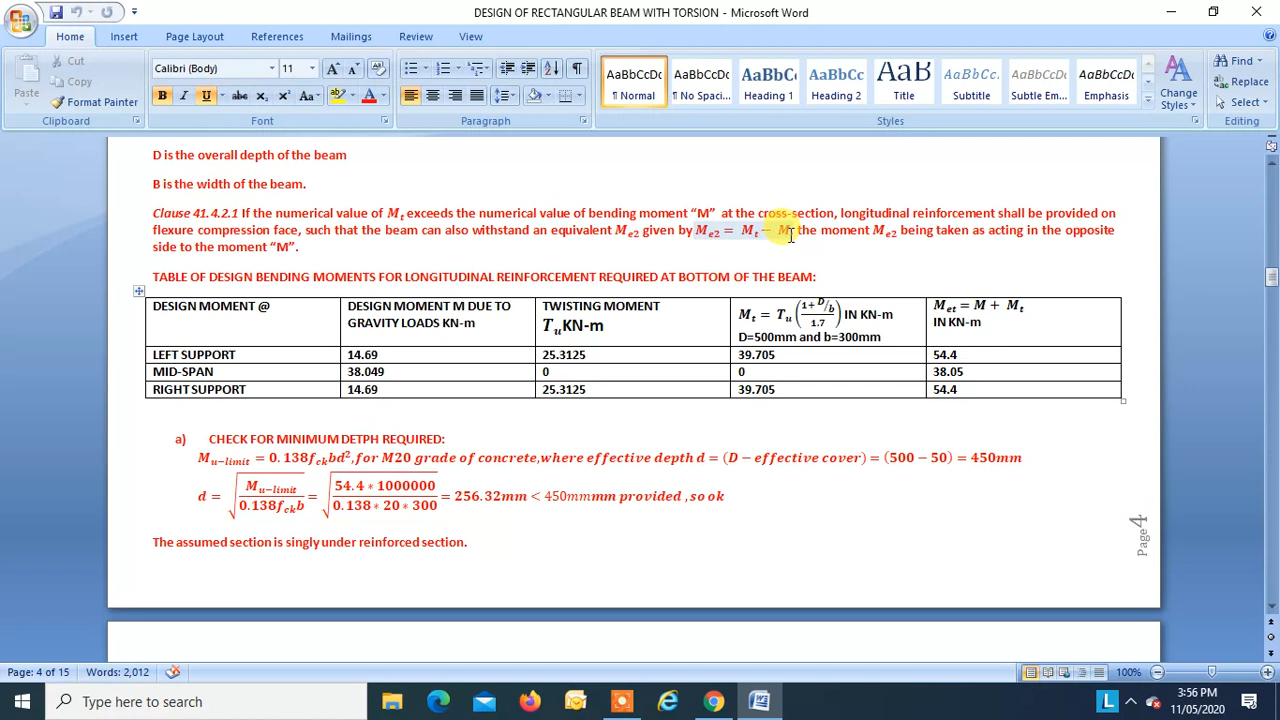 DESIGN OF RECTANGULAR BEAM WITH TORSION - Microsoft Word
Home Insert Page Layout References Mailings Review View
Cut
Copy
Format Painter
Paste
Clipboard
Calibri (Body) 11
B I U abc x₂ x² Aa ab A
Font
Paragraph
AaBbCcDc AaBbCcDc AaBbCc AaBbCc AaB AaBbCc. AaBbCcDc AaBbCcDc
¶ Normal ¶ No Spaci... Heading 1 Heading 2 Title Subtitle Subtle Em... Emphasis
Change Styles
Styles
Find
Replace
Select
Editing
D is the overall depth of the beam
B is the width of the beam.
Clause 41.4.2.1 If the numerical value of Mₜ exceeds the numerical value of bending moment “M” at the cross-section, longitudinal reinforcement shall be provided on
flexure compression face, such that the beam can also withstand an equivalent Mₑ₂ given by Mₑ₂ = Mₜ − M, the moment Mₑ₂ being taken as acting in the opposite
side to the moment “M”.
TABLE OF DESIGN BENDING MOMENTS FOR LONGITUDINAL REINFORCEMENT REQUIRED AT BOTTOM OF THE BEAM:
DESIGN MOMENT @ DESIGN MOMENT M DUE TO GRAVITY LOADS KN-m TWISTING MOMENT TᵤKN-m Mₜ = Tᵤ((1+D/b)/1.7) IN KN-m D=500mm and b=300mm Mₑₜ = M + Mₜ IN KN-m
LEFT SUPPORT 14.69 25.3125 39.705 54.4
MID-SPAN 38.049 0 0 38.05
RIGHT SUPPORT 14.69 25.3125 39.705 54.4
a) CHECK FOR MINIMUM DETPH REQUIRED:
M_{u−limit} = 0.138f_{ck}bd², for M20 grade of concrete, where effective depth d = (D − effective cover) = (500 − 50) = 450mm
d = √(M_{u−limit}/0.138f_{ck}b) = √(54.4 * 1000000/0.138 * 20 * 300) = 256.32mm < 450mmmm provided , so ok
The assumed section is singly under reinforced section.
Page 4
Page: 4 of 15 Words: 2,012 100%
Type here to search
3:56 PM
11/05/2020